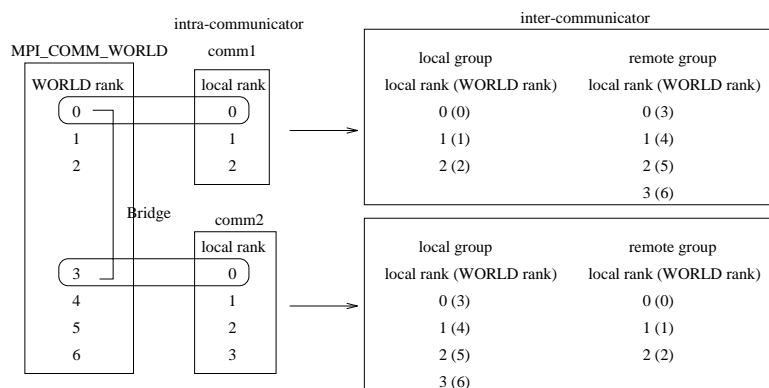 intra-communicator
inter-communicator
MPI_COMM_WORLD
comm1
WORLD rank
local rank
0
0
1
1
2
2
local group
remote group
local rank (WORLD rank)
local rank (WORLD rank)
0 (0)
0 (3)
1 (1)
1 (4)
2 (2)
2 (5)
3 (6)
Bridge
comm2
local rank
3
0
4
1
5
2
6
3
local group
remote group
local rank (WORLD rank)
local rank (WORLD rank)
0 (3)
0 (0)
1 (4)
1 (1)
2 (5)
2 (2)
3 (6)